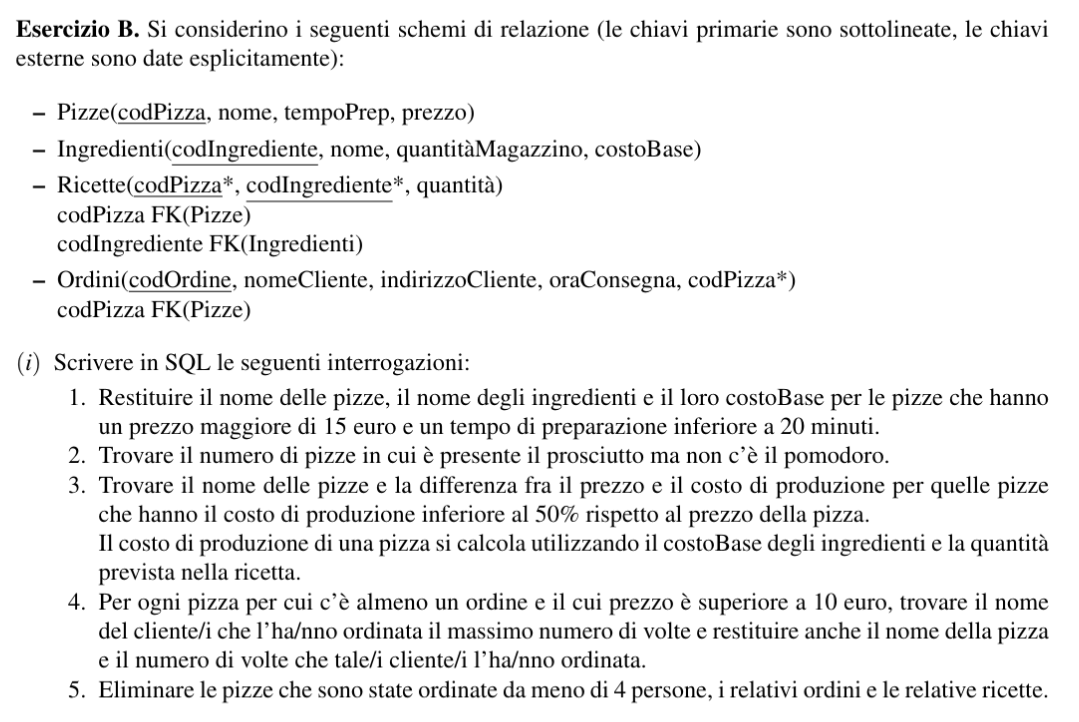 Esercizio B. Si considerino i seguenti schemi di relazione (le chiavi primarie sono sottolineate, le chiavi
esterne sono date esplicitamente):
– Pizze(codPizza, nome, tempoPrep, prezzo)
– Ingredienti(codIngrediente, nome, quantitàMagazzino, costoBase)
– Ricette(codPizza*, codIngrediente*, quantità)
codPizza FK(Pizze)
codIngrediente FK(Ingredienti)
– Ordini(codOrdine, nomeCliente, indirizzoCliente, oraConsegna, codPizza*)
codPizza FK(Pizze)
(i) Scrivere in SQL le seguenti interrogazioni:
1. Restituire il nome delle pizze, il nome degli ingredienti e il loro costoBase per le pizze che hanno
un prezzo maggiore di 15 euro e un tempo di preparazione inferiore a 20 minuti.
2. Trovare il numero di pizze in cui è presente il prosciutto ma non c'è il pomodoro.
3. Trovare il nome delle pizze e la differenza fra il prezzo e il costo di produzione per quelle pizze
che hanno il costo di produzione inferiore al 50% rispetto al prezzo della pizza.
Il costo di produzione di una pizza si calcola utilizzando il costoBase degli ingredienti e la quantità
prevista nella ricetta.
4. Per ogni pizza per cui c'è almeno un ordine e il cui prezzo è superiore a 10 euro, trovare il nome
del cliente/i che l'ha/nno ordinata il massimo numero di volte e restituire anche il nome della pizza
e il numero di volte che tale/i cliente/i l'ha/nno ordinata.
5. Eliminare le pizze che sono state ordinate da meno di 4 persone, i relativi ordini e le relative ricette.